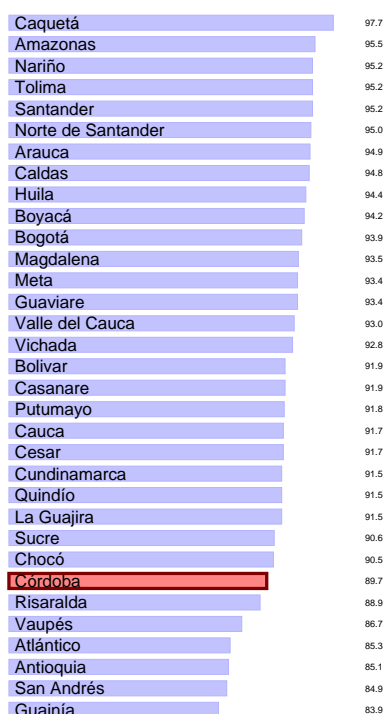 Caquetá 97.7
Amazonas 95.5
Nariño 95.2
Tolima 95.2
Santander 95.2
Norte de Santander 95.0
Arauca 94.9
Caldas 94.8
Huila 94.4
Boyacá 94.2
Bogotá 93.9
Magdalena 93.5
Meta 93.4
Guaviare 93.4
Valle del Cauca 93.0
Vichada 92.8
Bolivar 91.9
Casanare 91.9
Putumayo 91.8
Cauca 91.7
Cesar 91.7
Cundinamarca 91.5
Quindío 91.5
La Guajira 91.5
Sucre 90.6
Chocó 90.5
Córdoba 89.7
Risaralda 88.9
Vaupés 86.7
Atlántico 85.3
Antioquia 85.1
San Andrés 84.9
Guainía 83.9